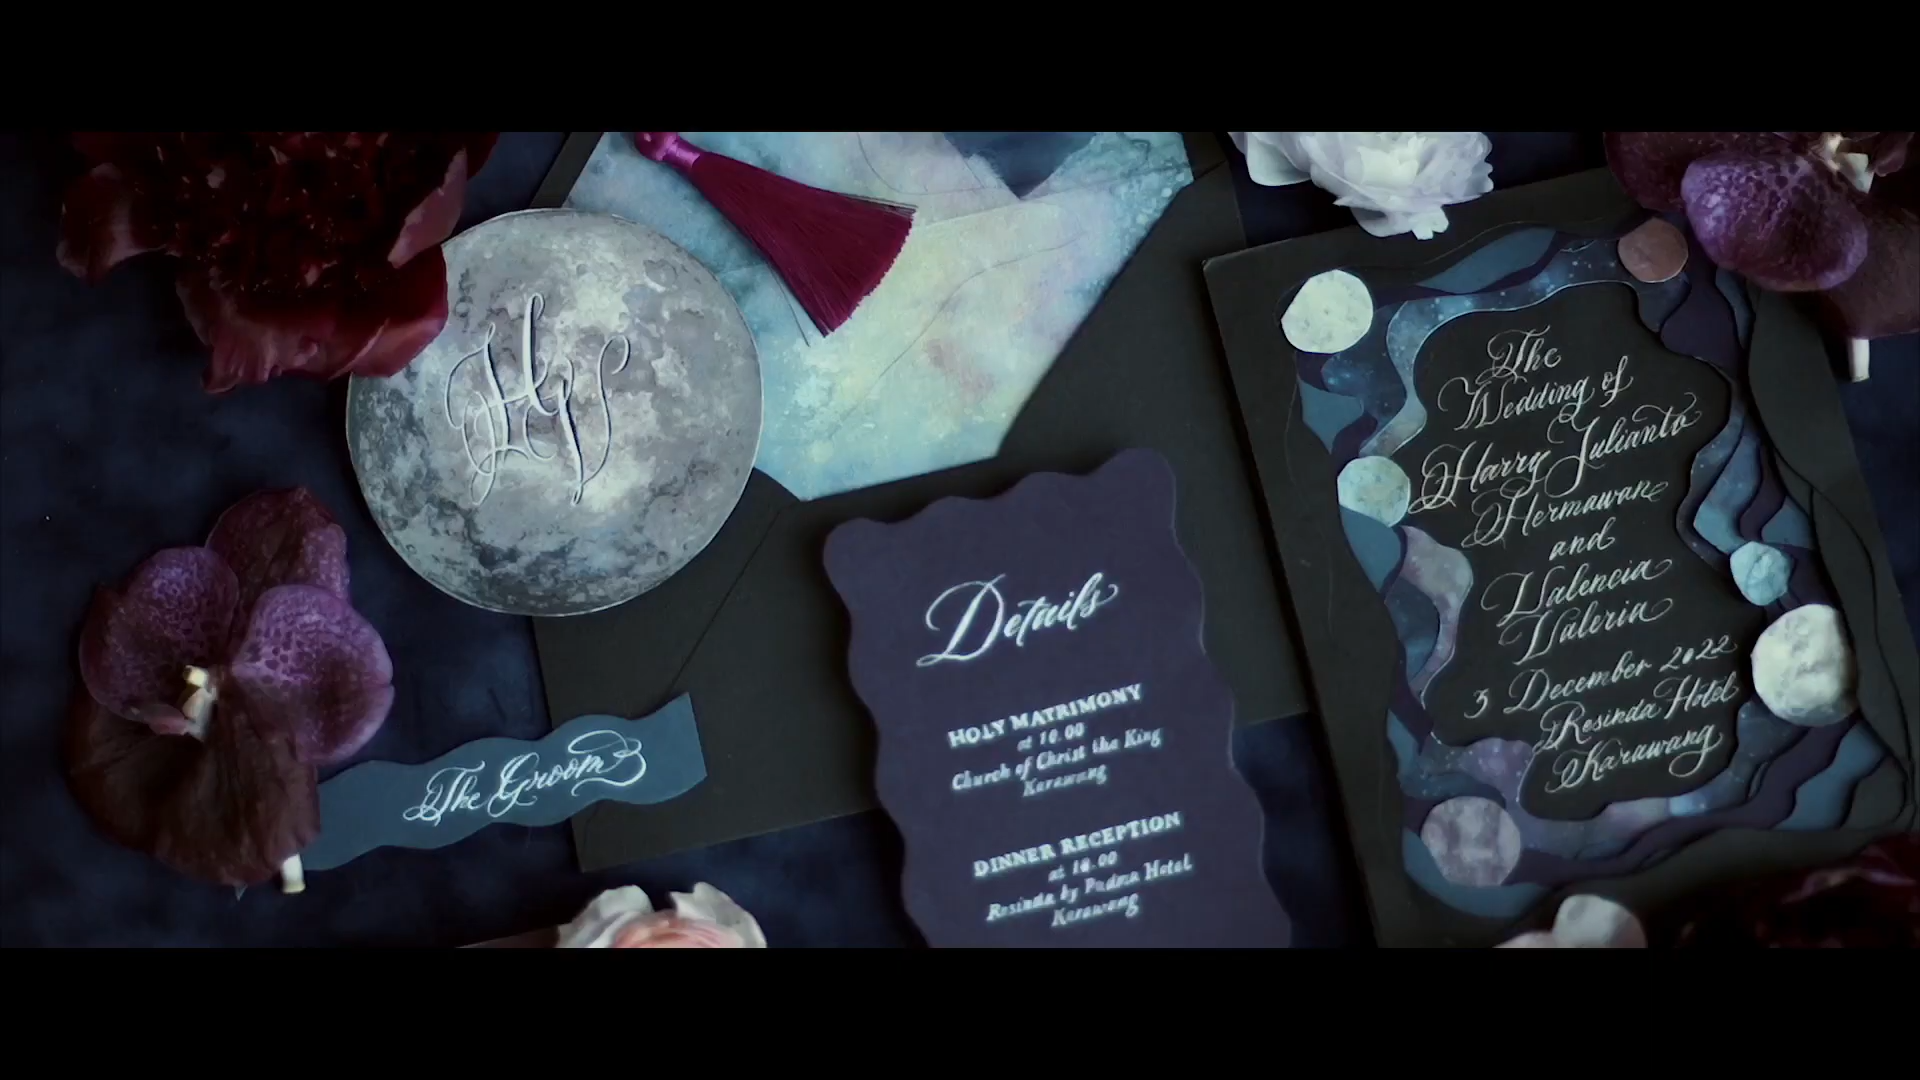 HV
The Groom
Details
HOLY MATRIMONY
at 10.00
Church of Christ the King
Karawang
DINNER RECEPTION
at 18.00
Resinda by Padma Hotel
Karawang
The
Wedding of
Harry Julianto
Hermawan
and
Valencia
Valeria
3 December 2022
Resinda Hotel
Karawang